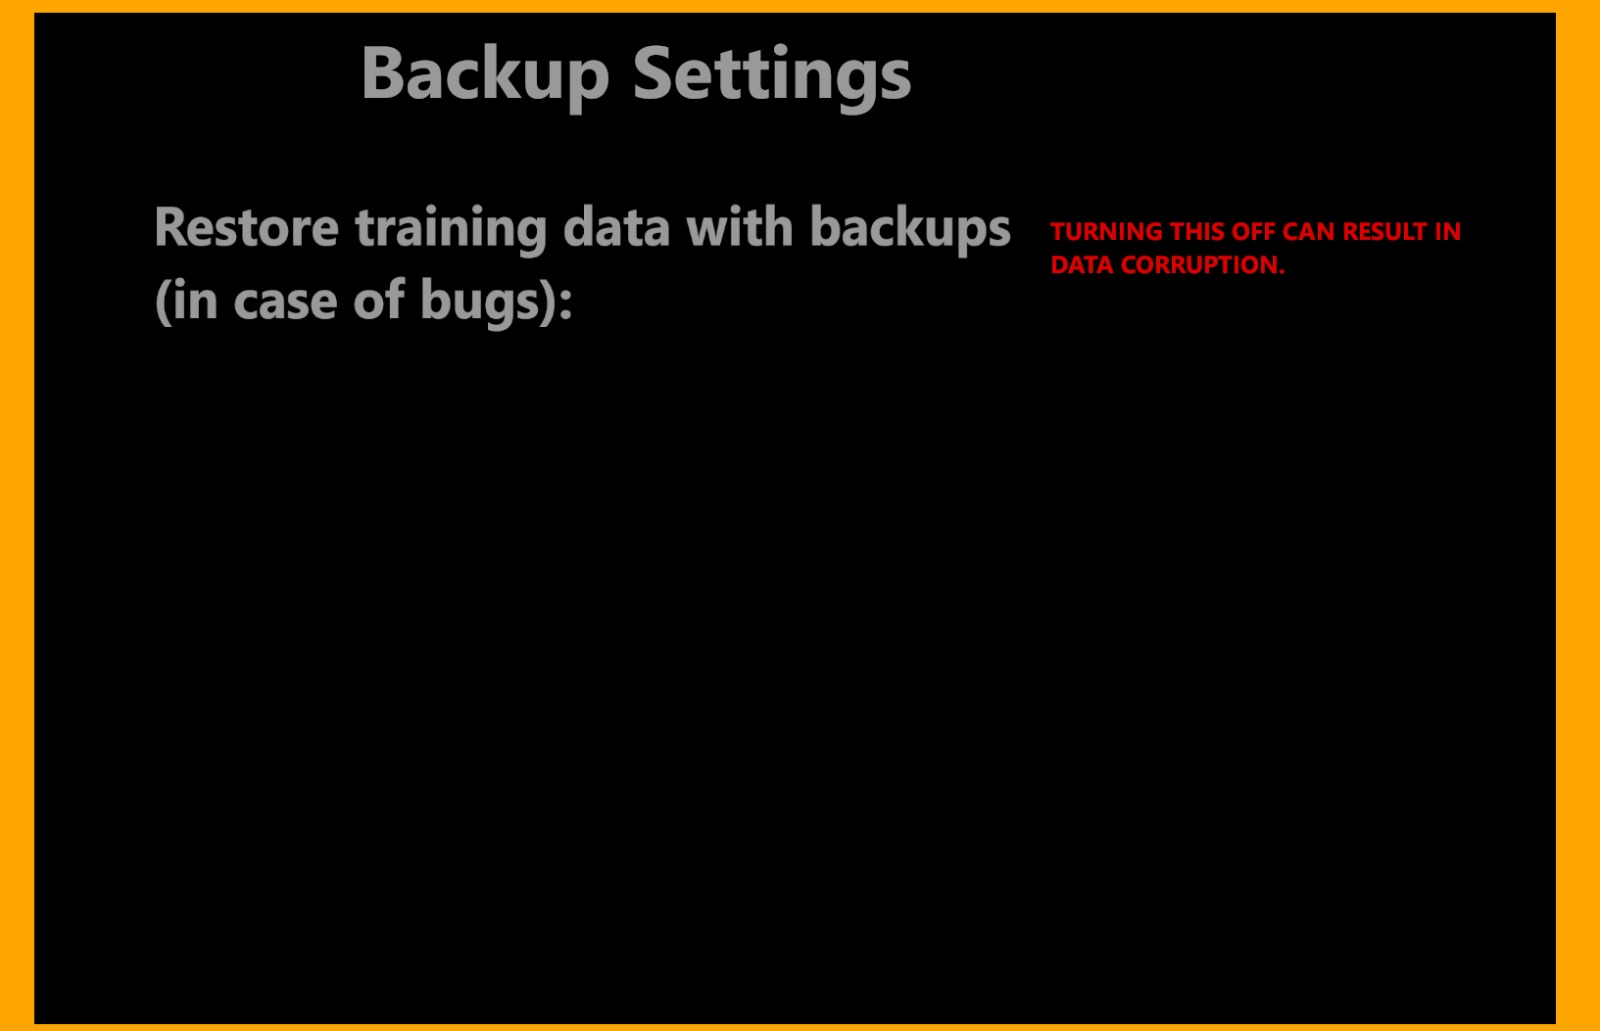 Backup Settings
Restore training data with backups
(in case of bugs):
TURNING THIS OFF CAN RESULT IN
DATA CORRUPTION.